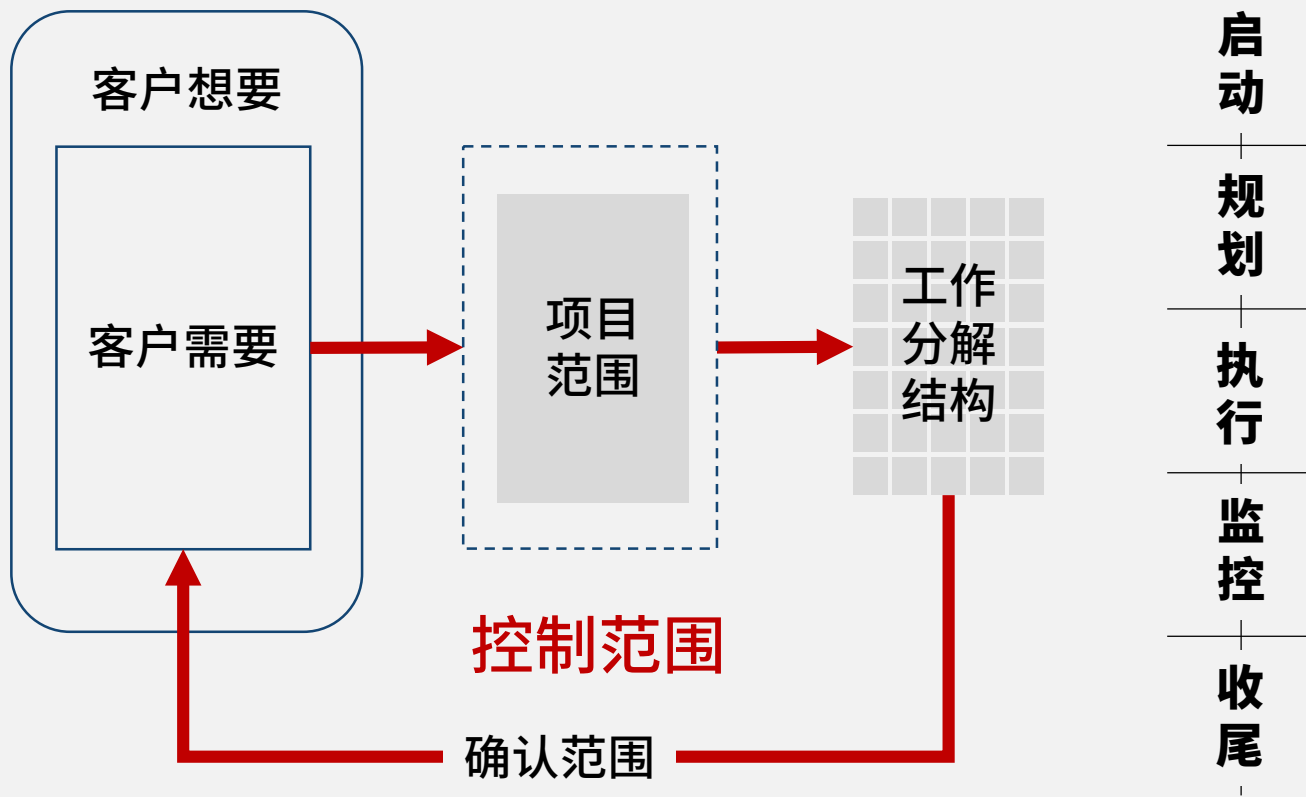 客户想要
客户需要
项目
范围
工作
分解
结构
控制范围
确认范围
启
动
规
划
执
行
监
控
收
尾